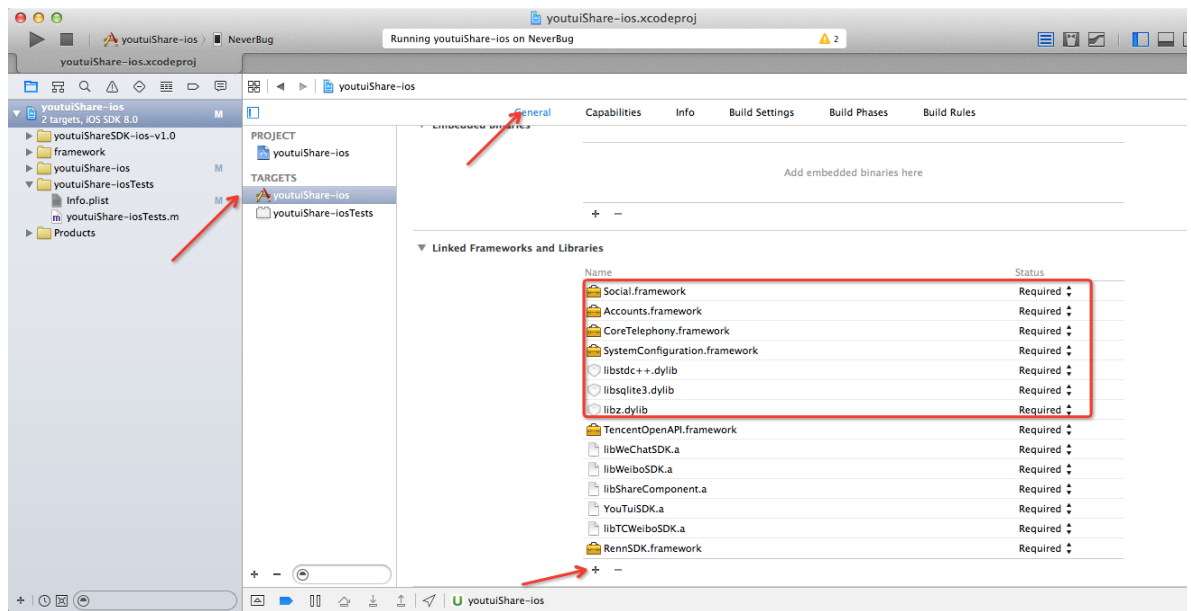 youtuiShare-ios.xcodeproj
youtuiShare-ios
NeverBug
Running youtuiShare-ios on NeverBug
2
youtuiShare-ios.xcodeproj
youtuiShare-ios
youtuiShare-ios
2 targets, iOS SDK 8.0
M
youtuiShareSDK-ios-v1.0
framework
youtuiShare-ios
M
youtuiShare-iosTests
Info.plist
M
youtuiShare-iosTests.m
Products
General
Capabilities
Info
Build Settings
Build Phases
Build Rules
PROJECT
youtuiShare-ios
TARGETS
youtuiShare-ios
youtuiShare-iosTests
Embedded Binaries
Add embedded binaries here
Linked Frameworks and Libraries
Name
Status
Social.framework
Required
Accounts.framework
Required
CoreTelephony.framework
Required
SystemConfiguration.framework
Required
libstdc++.dylib
Required
libsqlite3.dylib
Required
libz.dylib
Required
TencentOpenAPI.framework
Required
libWeChatSDK.a
Required
libWeiboSDK.a
Required
libShareComponent.a
Required
YouTuiSDK.a
Required
libTCWeiboSDK.a
Required
RennSDK.framework
Required
youtuiShare-ios